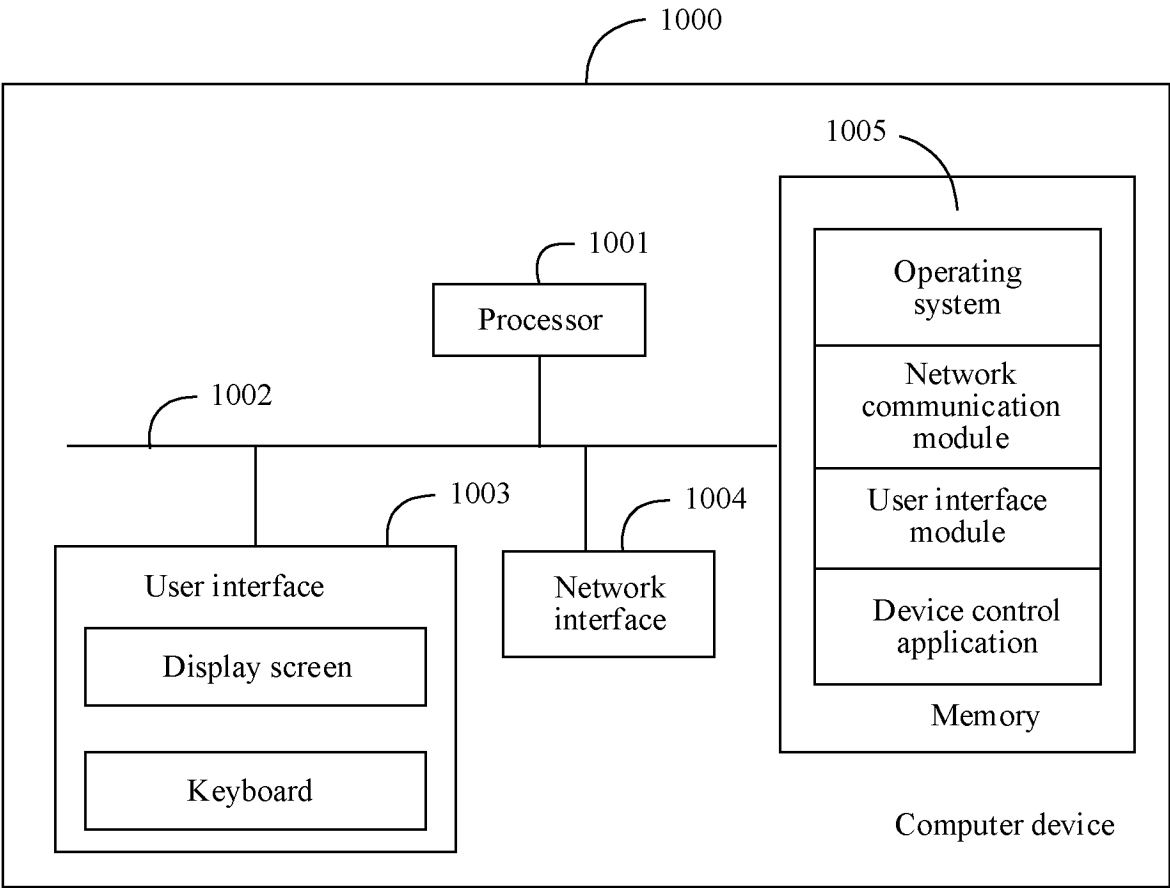 1000
1005
1001
Processor
Operating
system
Network
communication
module
User interface
module
Device control
application
Memory
1002
1003
User interface
Display screen
Keyboard
1004
Network
interface
Computer device